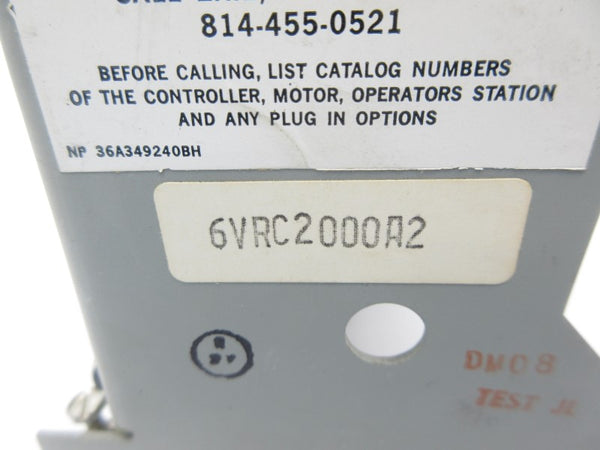 814-455-0521
BEFORE CALLING, LIST CATALOG NUMBERS
OF THE CONTROLLER, MOTOR, OPERATORS STATION
AND ANY PLUG IN OPTIONS
NP 36A349240BH
6VRC2000A2
DM08
TEST